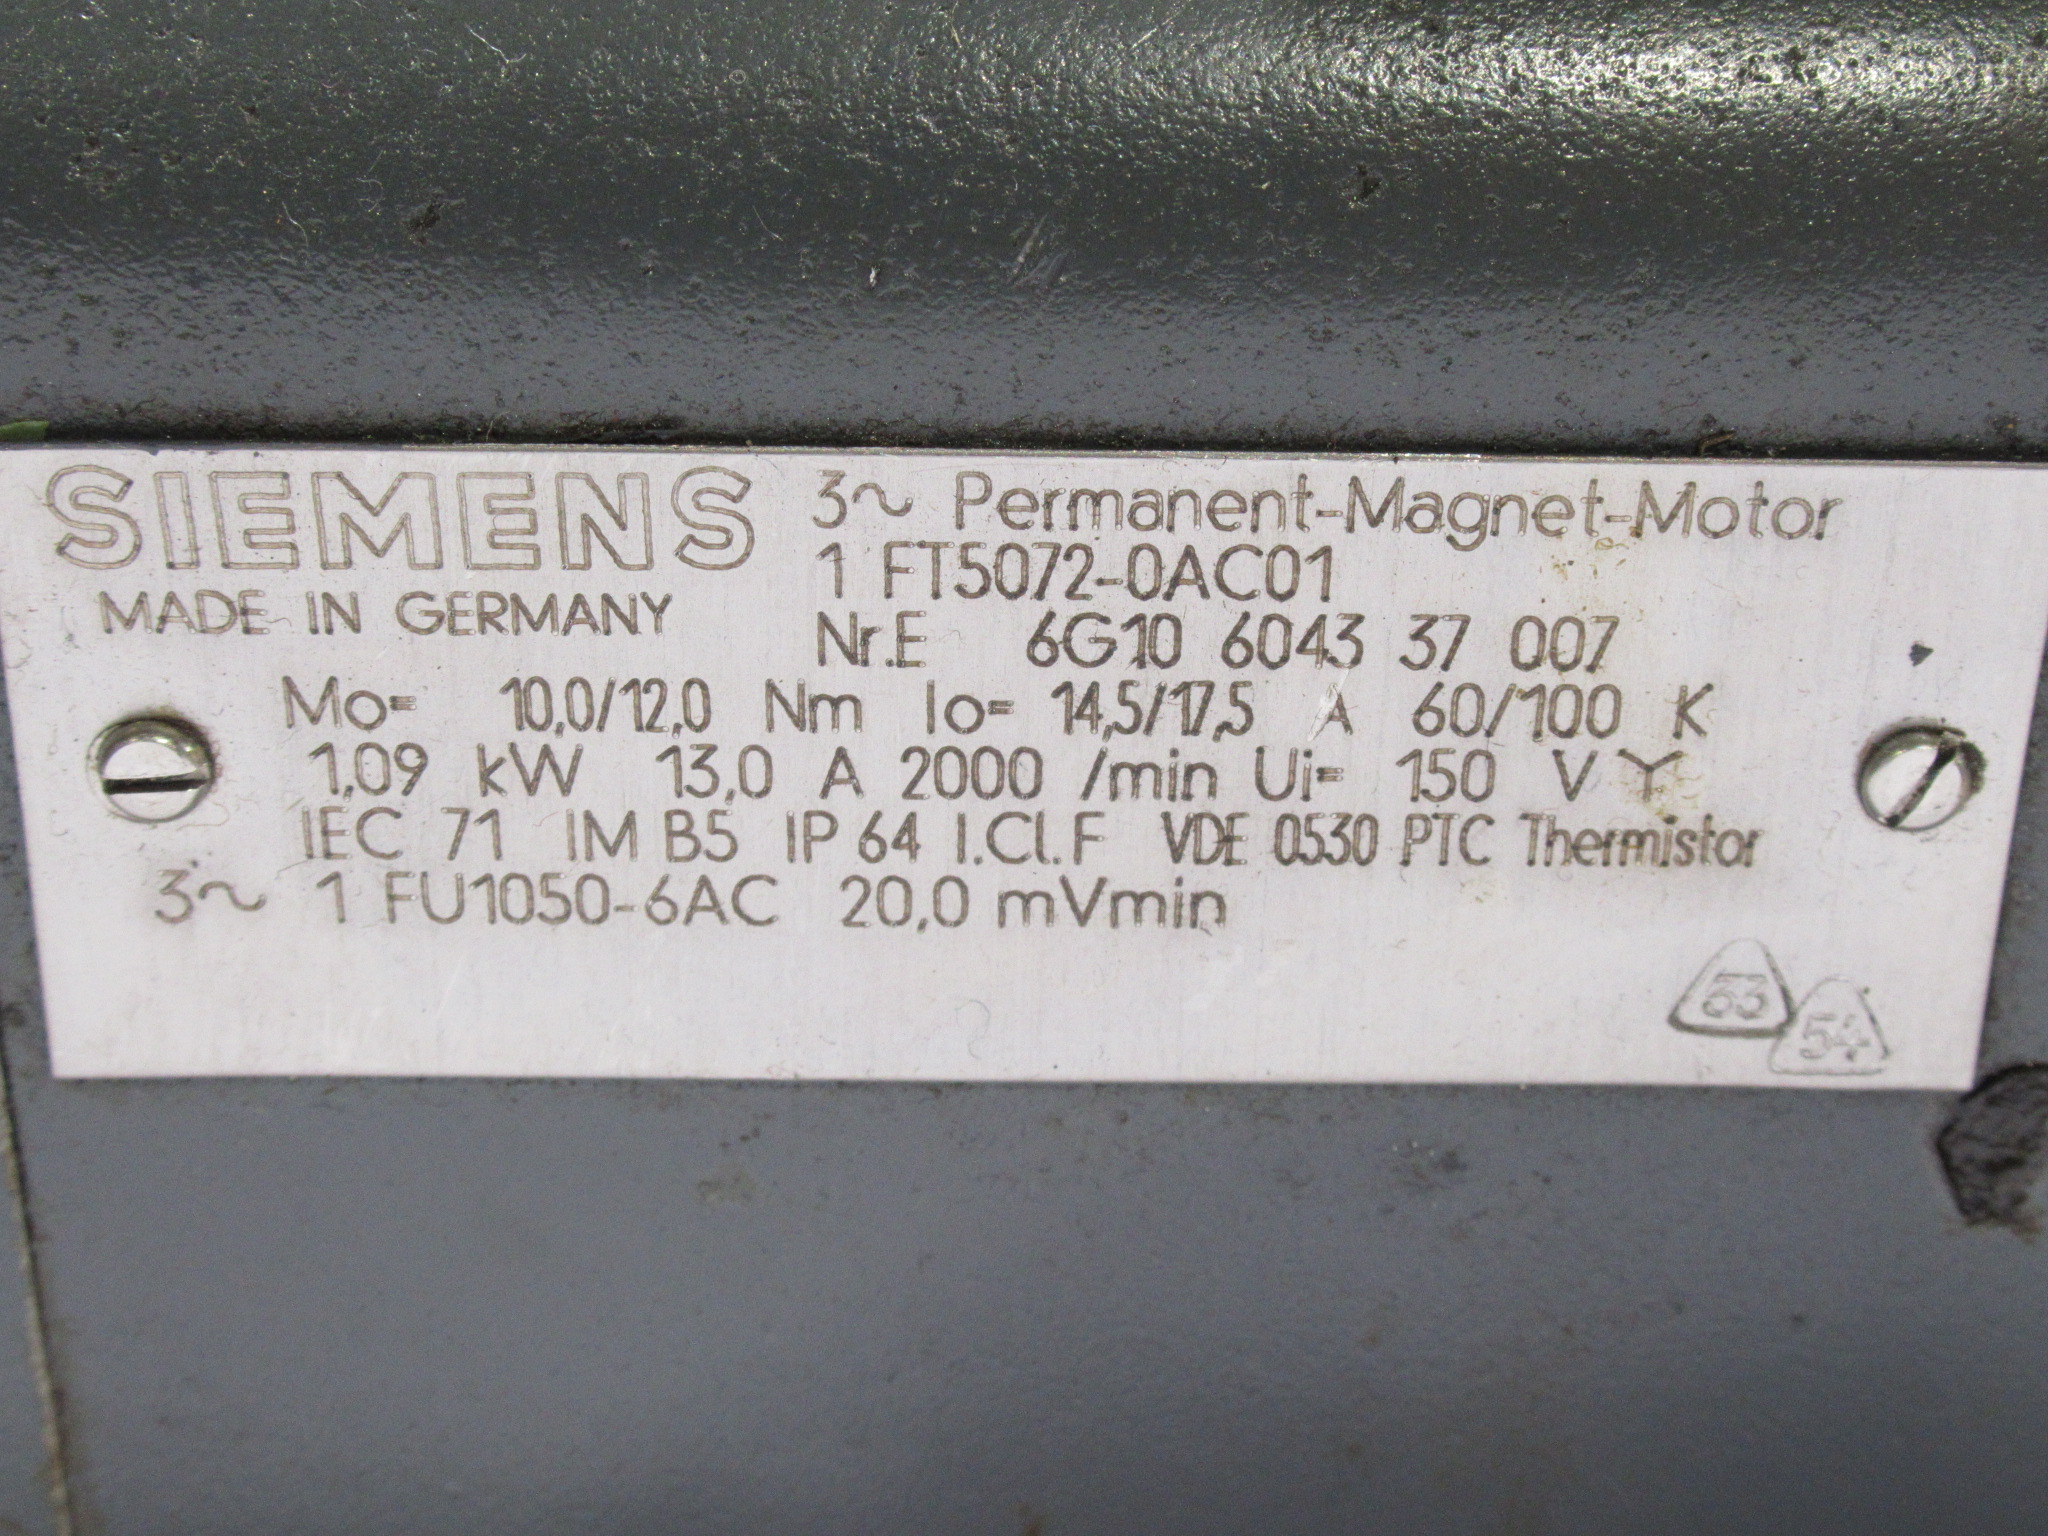 SIEMENS 3~ Permanent-Magnet-Motor
1 FT5072-0AC01
MADE IN GERMANY
Nr.E 6G10 6043 37 007
Mo= 10,0/12,0 Nm Io= 14,5/17,5 A 60/100 K
1,09 kW 13,0 A 2000 /min Ui= 150 V Y
IEC 71 IM B5 IP 64 I.Cl.F VDE 0530 PTC Thermistor
3~ 1 FU1050-6AC 20,0 mVmin
33
54